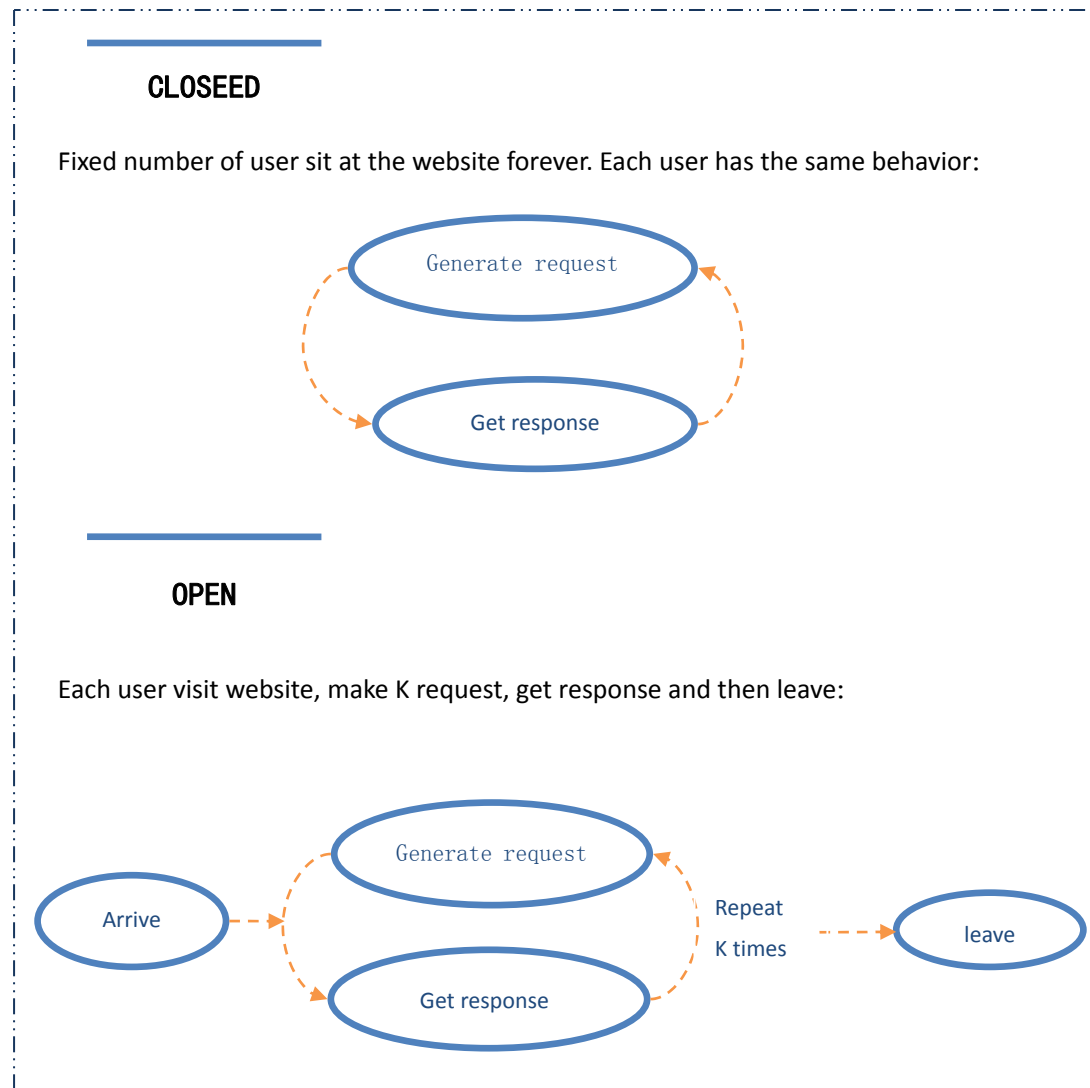 CLOSEED
Fixed number of user sit at the website forever. Each user has the same behavior:
Generate request
Get response
OPEN
Each user visit website, make K request, get response and then leave:
Generate request
Arrive
Repeat
K times
leave
Get response